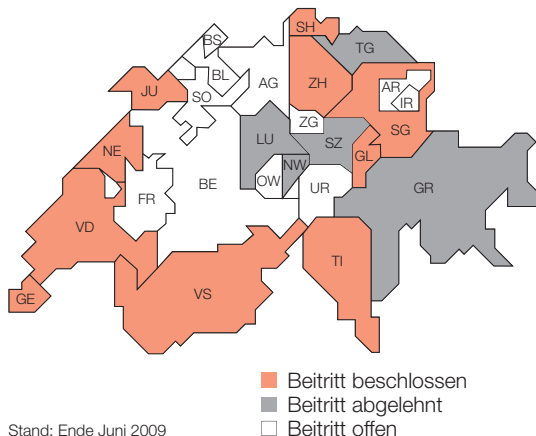 BS
SH
TG
BL
JU
SO
AG
ZH
AR
IR
ZG
SG
LU
SZ
NE
GL
NW
OW
BE
UR
GR
FR
VD
TI
VS
GE
Beitritt beschlossen
Beitritt abgelehnt
Beitritt offen
Stand: Ende Juni 2009